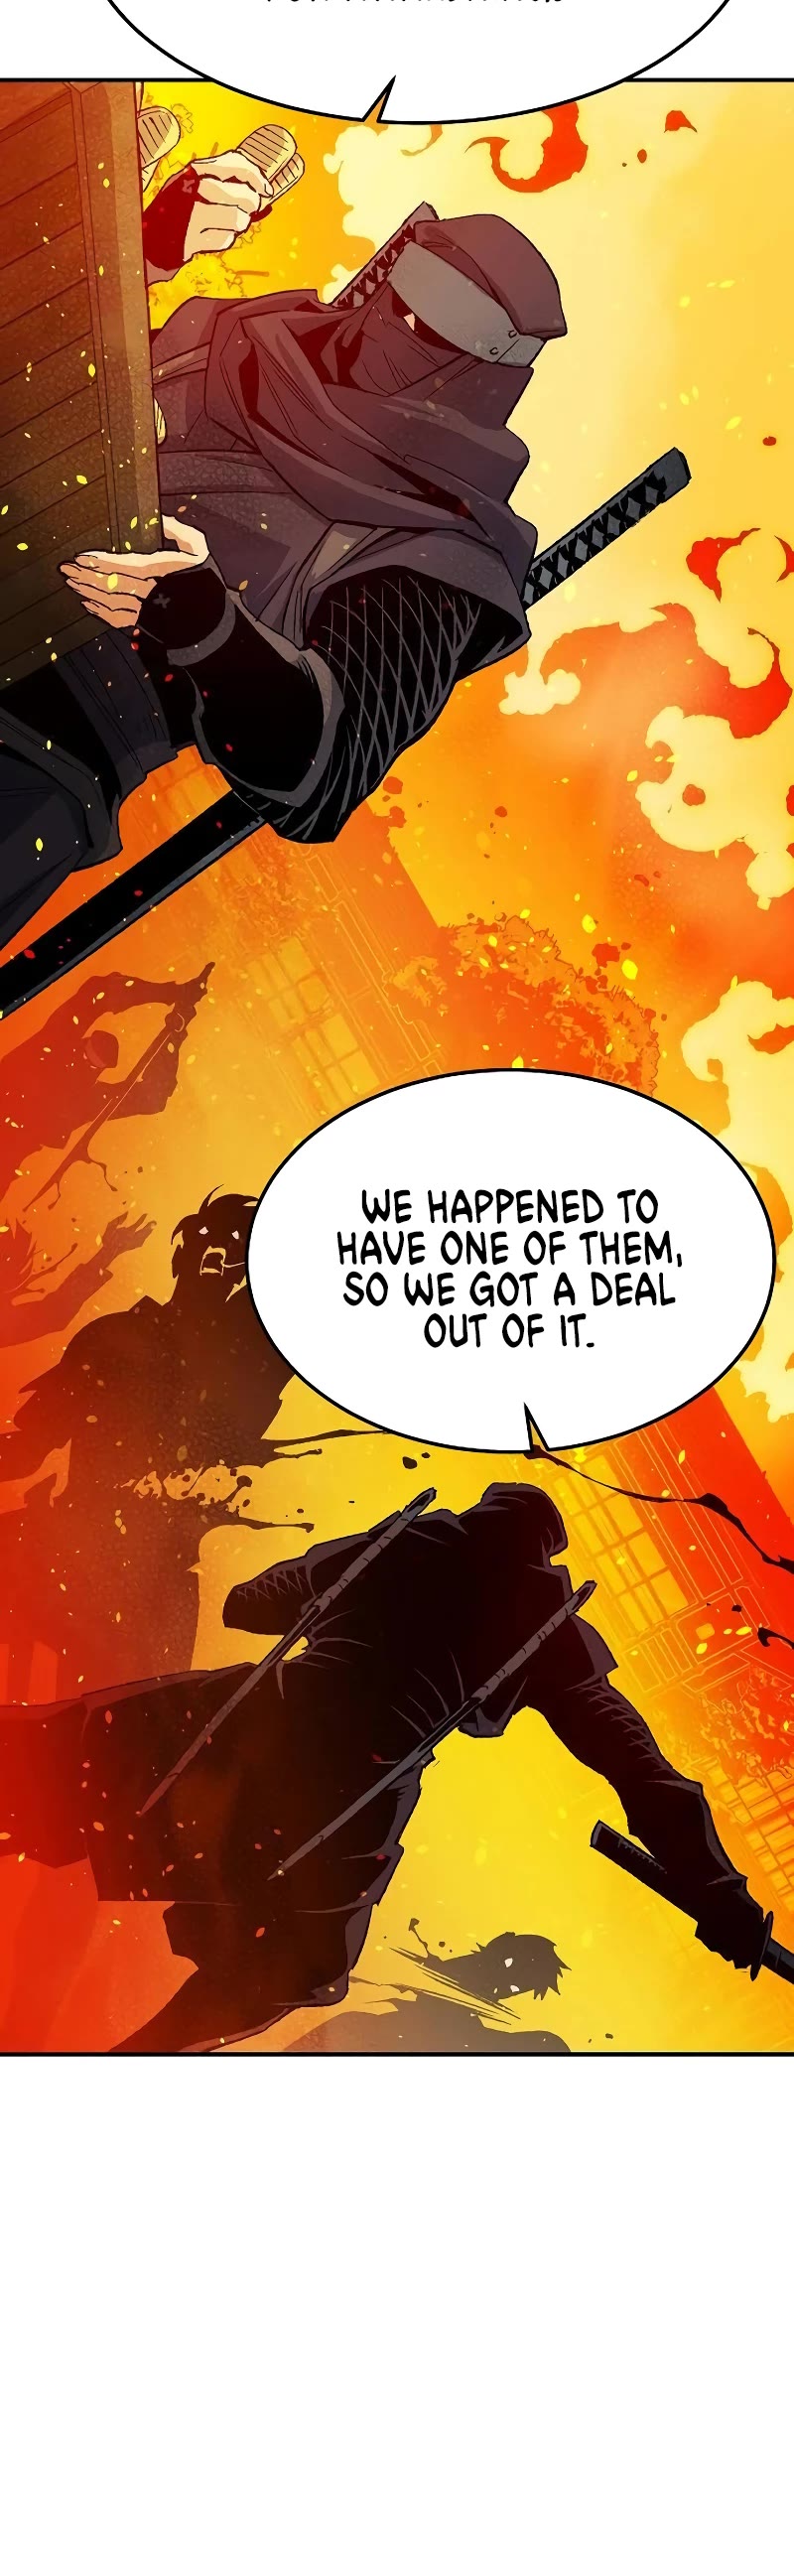 WE HAPPENED TO
HAVE ONE OF THEM,
SO WE GOT A DEAL
OUT OF IT.